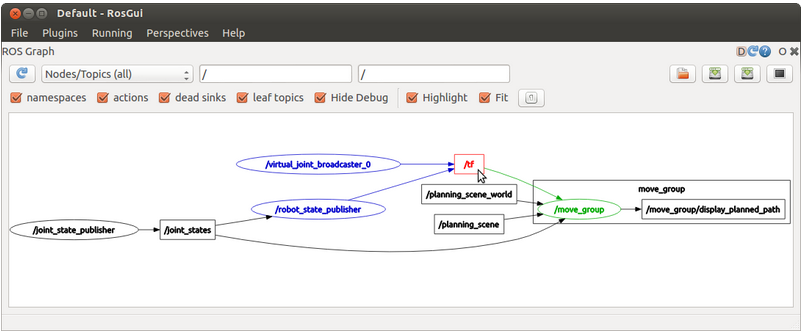 Default - RosGui
File Plugins Running Perspectives Help
ROS Graph D ? O
Nodes/Topics (all) / /
namespaces actions dead sinks leaf topics Hide Debug Highlight Fit
/virtual_joint_broadcaster_0 /tf
/planning_scene_world move_group
/robot_state_publisher /move_group /move_group/display_planned_path
/joint_state_publisher /joint_states /planning_scene